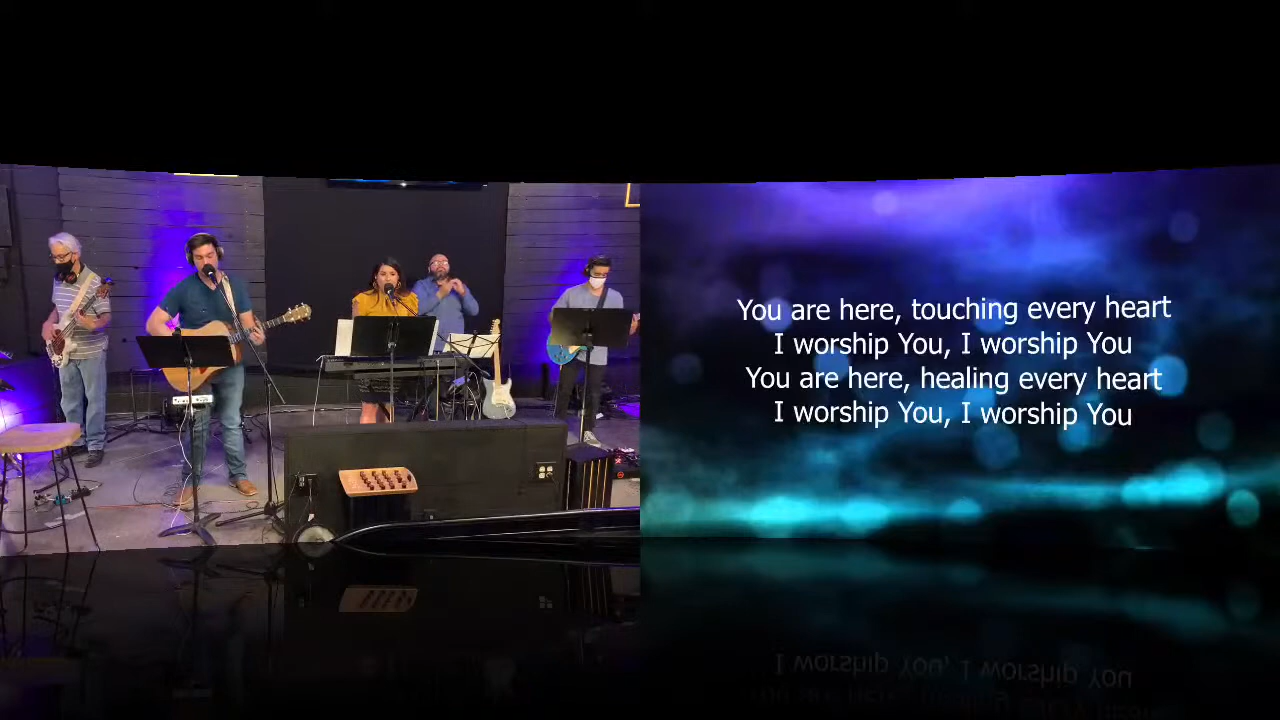 You are here, touching every heart
I worship You, I worship You
You are here, healing every heart
I worship You, I worship You